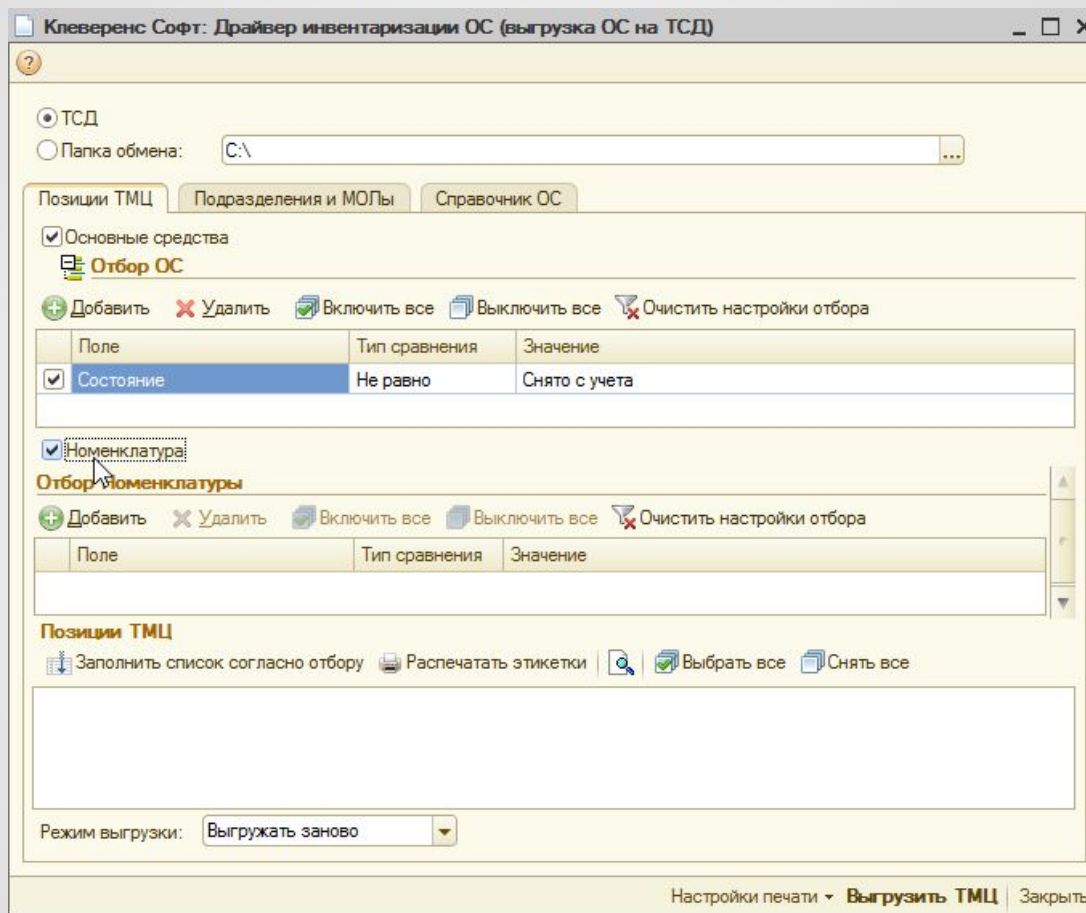 Клеверенс Софт: Драйвер инвентаризации ОС (выгрузка ОС на ТСД)
?
ТСД
Папка обмена: C:\ ...
Позиции ТМЦ Подразделения и МОЛы Справочник ОС
Основные средства
Отбор ОС
Добавить Удалить Включить все Выключить все Очистить настройки отбора
Поле Тип сравнения Значение
Состояние Не равно Снято с учета
Номенклатура
Отбор Номенклатуры
Добавить Удалить Включить все Выключить все Очистить настройки отбора
Поле Тип сравнения Значение
Позиции ТМЦ
Заполнить список согласно отбору Распечатать этикетки Выбрать все Снять все
Режим выгрузки: Выгружать заново
Настройки печати Выгрузить ТМЦ Закрыть